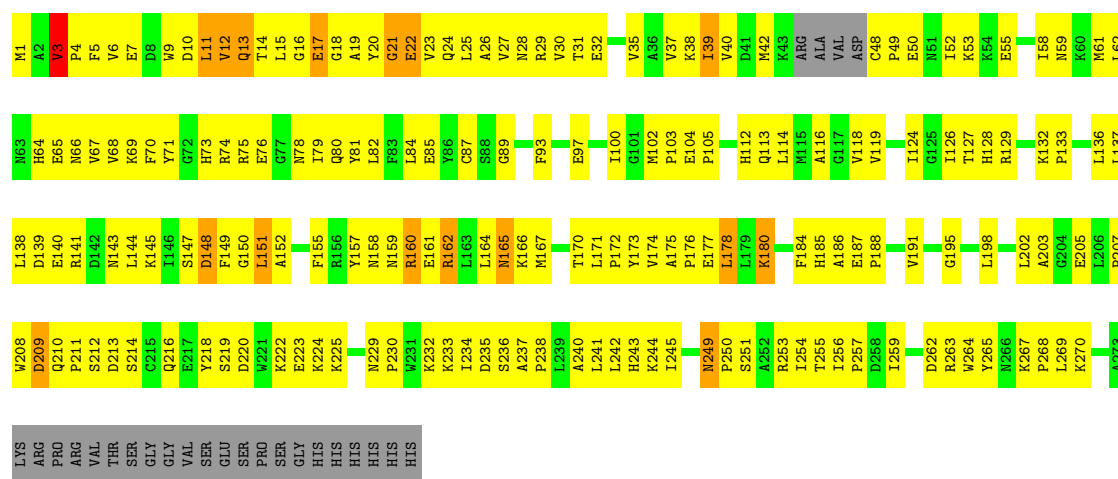 M1 A2 V3 P4 F5 V6 E7 D8 W9 D10 L11 V12 Q13 T14 L15 G16 E17 G18 A19 Y20 G21 E22 V23 Q24 L25 A26 V27 N28 R29 V30 T31 E32 V35 A36 V37 K38 I39 V40 D41 M42 K43 ARG ALA VAL ASP C48 P49 E50 N51 I52 K53 K54 E55 I58 N59 K60 M61 L62
N63 H64 E65 N66 V67 V68 K69 F70 Y71 G72 H73 R74 R75 E76 G77 N78 I79 Q80 Y81 L82 F83 L84 E85 Y86 C87 S88 G89 F93 E97 I100 G101 M102 P103 E104 P105 H112 Q113 L114 M115 A116 G117 V118 V119 I124 G125 I126 T127 H128 R129 K132 P133 L136 L137
L138 D139 E140 R141 D142 N143 L144 K145 I146 S147 D148 F149 G150 L151 A152 F155 R156 Y157 N158 N159 R160 E161 R162 L163 L164 N165 K166 M167 T170 L171 P172 Y173 V174 A175 P176 E177 L178 L179 K180 F184 H185 A186 E187 P188 V191 G195 L198 L202 A203 G204 E205 L206 P207
W208 D209 Q210 P211 S212 D213 S214 C215 Q216 E217 Y218 S219 D220 W221 K222 E223 K224 K225 N229 P230 W231 K232 K233 I234 D235 S236 A237 P238 L239 A240 L241 L242 H243 K244 I245 N249 P250 S251 A252 R253 I254 T255 I256 P257 D258 I259 D262 R263 W264 Y265 N266 K267 P268 L269 K270 A273
LYS ARG PRO ARG VAL THR SER GLY GLY VAL SER GLU SER PRO SER GLY HIS HIS HIS HIS HIS HIS